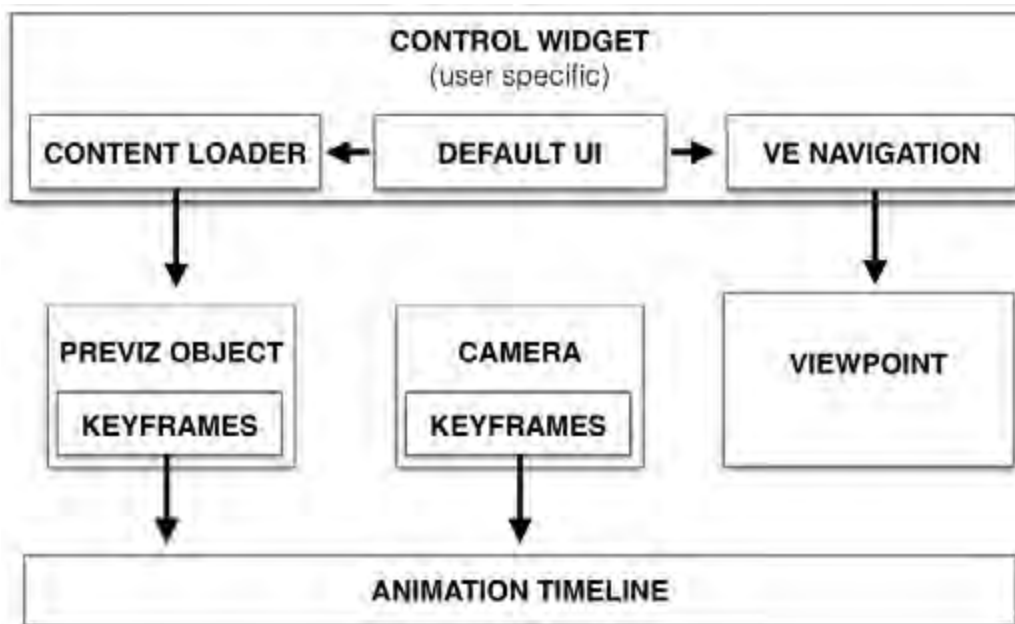 CONTROL WIDGET
(user specific)
CONTENT LOADER
DEFAULT UI
VE NAVIGATION
PREVIZ OBJECT
KEYFRAMES
CAMERA
KEYFRAMES
VIEWPOINT
ANIMATION TIMELINE